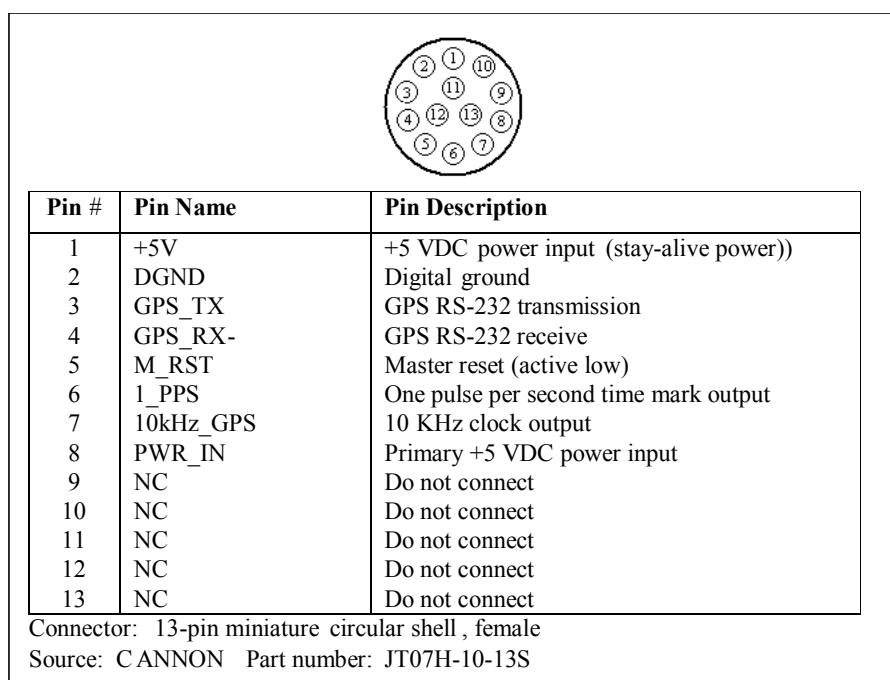 1
2 10
11
3 9
12 13
4 8
5 7
6
Pin # Pin Name Pin Description
1 +5V +5 VDC power input (stay-alive power))
2 DGND Digital ground
3 GPS_TX GPS RS-232 transmission
4 GPS_RX- GPS RS-232 receive
5 M_RST Master reset (active low)
6 1_PPS One pulse per second time mark output
7 10kHz_GPS 10 KHz clock output
8 PWR_IN Primary +5 VDC power input
9 NC Do not connect
10 NC Do not connect
11 NC Do not connect
12 NC Do not connect
13 NC Do not connect
Connector: 13-pin miniature circular shell , female
Source: CANNON Part number: JT07H-10-13S